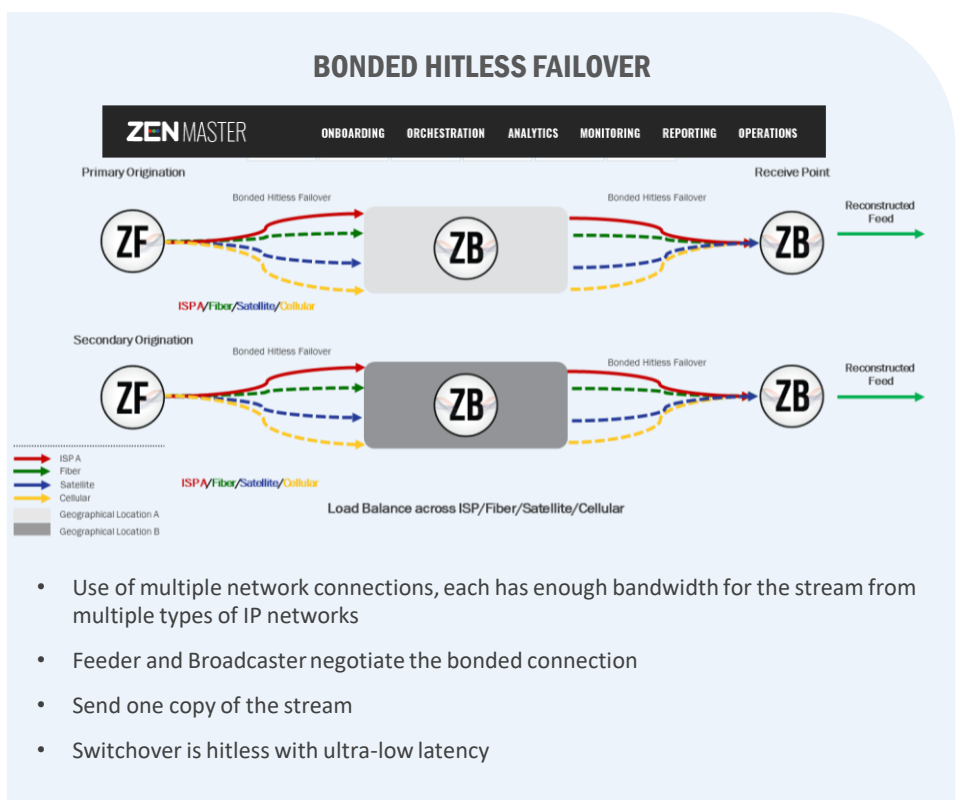 BONDED HITLESS FAILOVER
ZEN MASTER ONBOARDING ORCHESTRATION ANALYTICS MONITORING REPORTING OPERATIONS
Primary Origination
Receive Point
Bonded Hitless Failover
Bonded Hitless Failover
Reconstructed
Feed
ZF
ZB
ZB
ISP A/Fiber/Satellite/Cellular
Secondary Origination
Bonded Hitless Failover
Bonded Hitless Failover
Reconstructed
Feed
ZF
ZB
ZB
ISP A
Fiber
Satellite
Cellular
Geographical Location A
Geographical Location B
ISP A/Fiber/Satellite/Cellular
Load Balance across ISP/Fiber/Satellite/Cellular
• Use of multiple network connections, each has enough bandwidth for the stream from
multiple types of IP networks
• Feeder and Broadcaster negotiate the bonded connection
• Send one copy of the stream
• Switchover is hitless with ultra-low latency